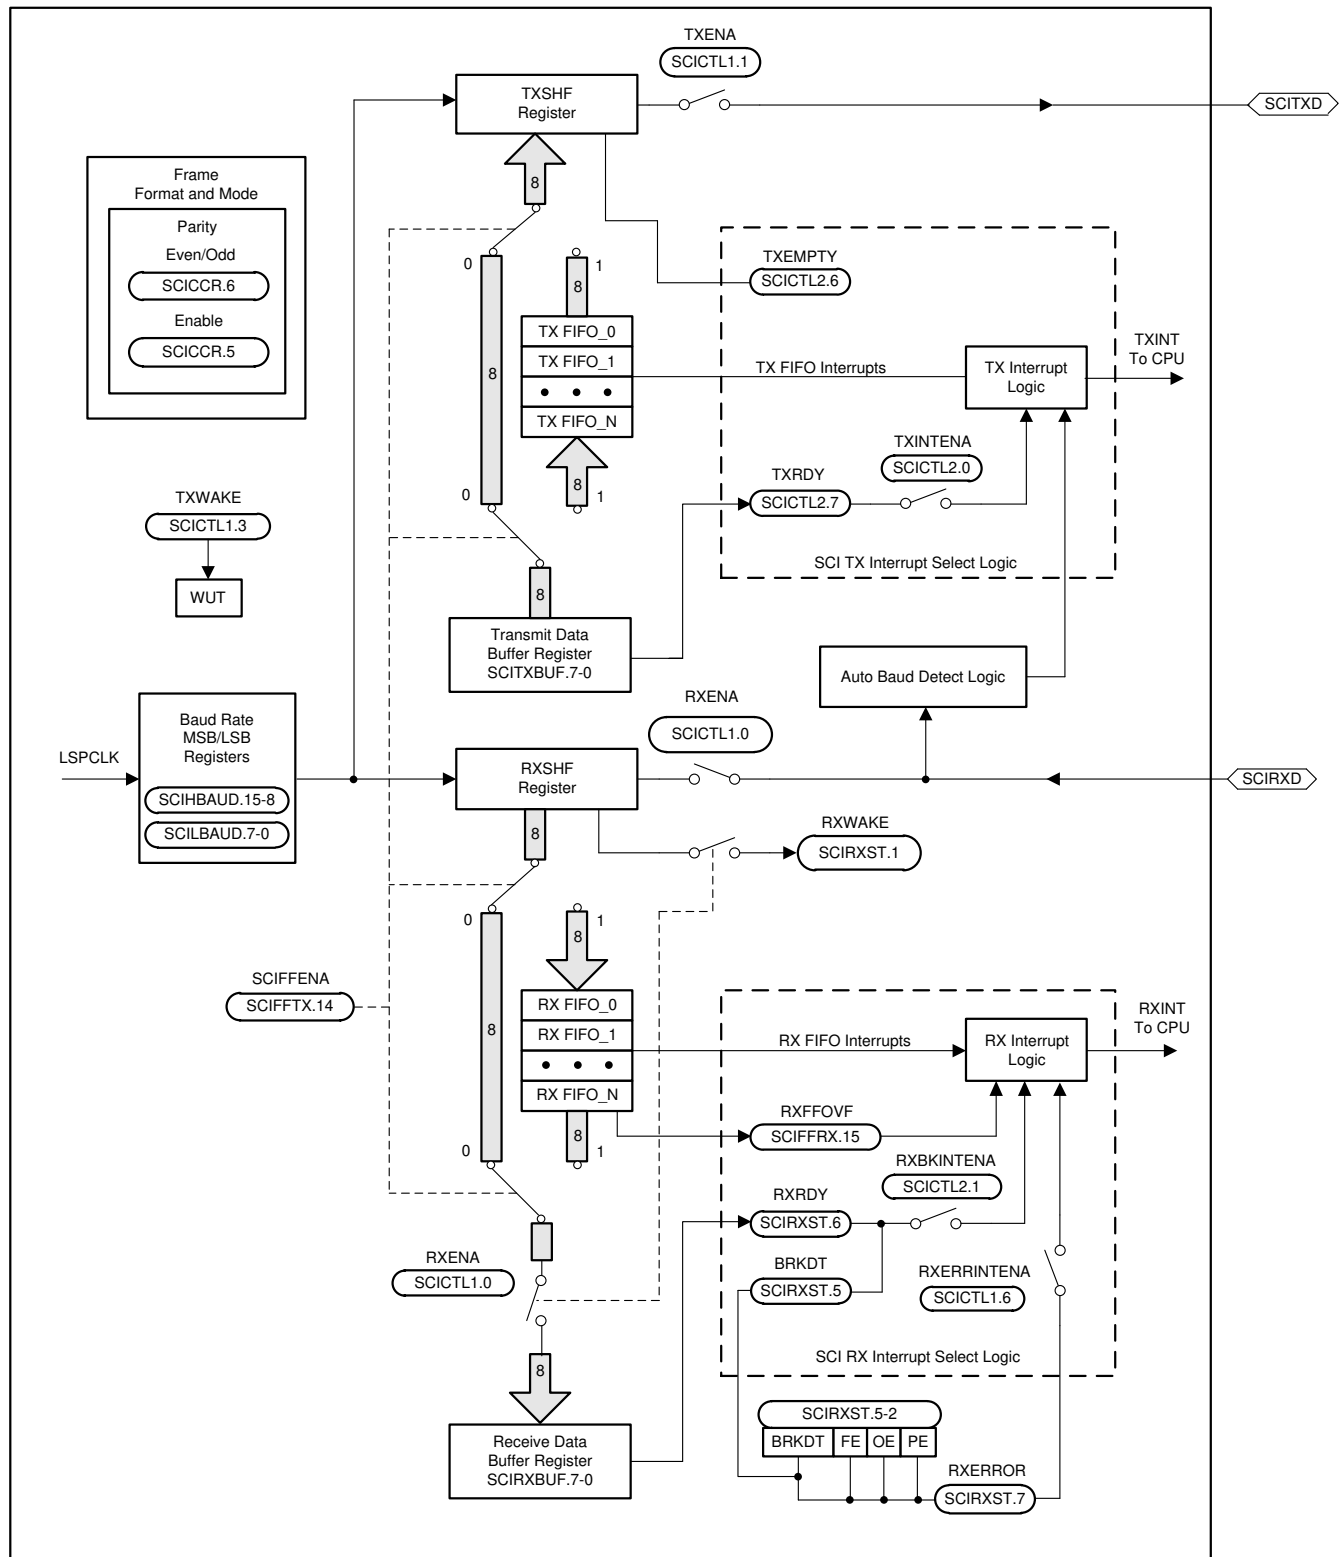 TXENA
SCICTL1.1
TXSHF
Register
SCITXD
Frame
Format and Mode
Parity
Even/Odd
SCICCR.6
Enable
SCICCR.5
8
0
1
8
8
TX FIFO_0
TX FIFO_1
TX FIFO_N
8
0
1
TXEMPTY
SCICTL2.6
TX FIFO Interrupts
TX Interrupt
Logic
TXINT
To CPU
TXINTENA
SCICTL2.0
TXRDY
SCICTL2.7
SCI TX Interrupt Select Logic
TXWAKE
SCICTL1.3
WUT
8
Transmit Data
Buffer Register
SCITXBUF.7-0
Auto Baud Detect Logic
RXENA
SCICTL1.0
LSPCLK
Baud Rate
MSB/LSB
Registers
SCIHBAUD.15-8
SCILBAUD.7-0
RXSHF
Register
SCIRXD
8
RXWAKE
SCIRXST.1
0
1
8
SCIFFENA
SCIFFTX.14
8
RX FIFO_0
RX FIFO_1
RX FIFO_N
8
0
1
RX FIFO Interrupts
RX Interrupt
Logic
RXINT
To CPU
RXFFOVF
SCIFFRX.15
RXBKINTENA
SCICTL2.1
RXRDY
SCIRXST.6
BRKDT
SCIRXST.5
RXERRINTENA
SCICTL1.6
SCI RX Interrupt Select Logic
RXENA
SCICTL1.0
8
Receive Data
Buffer Register
SCIRXBUF.7-0
SCIRXST.5-2
BRKDT FE OE PE
RXERROR
SCIRXST.7